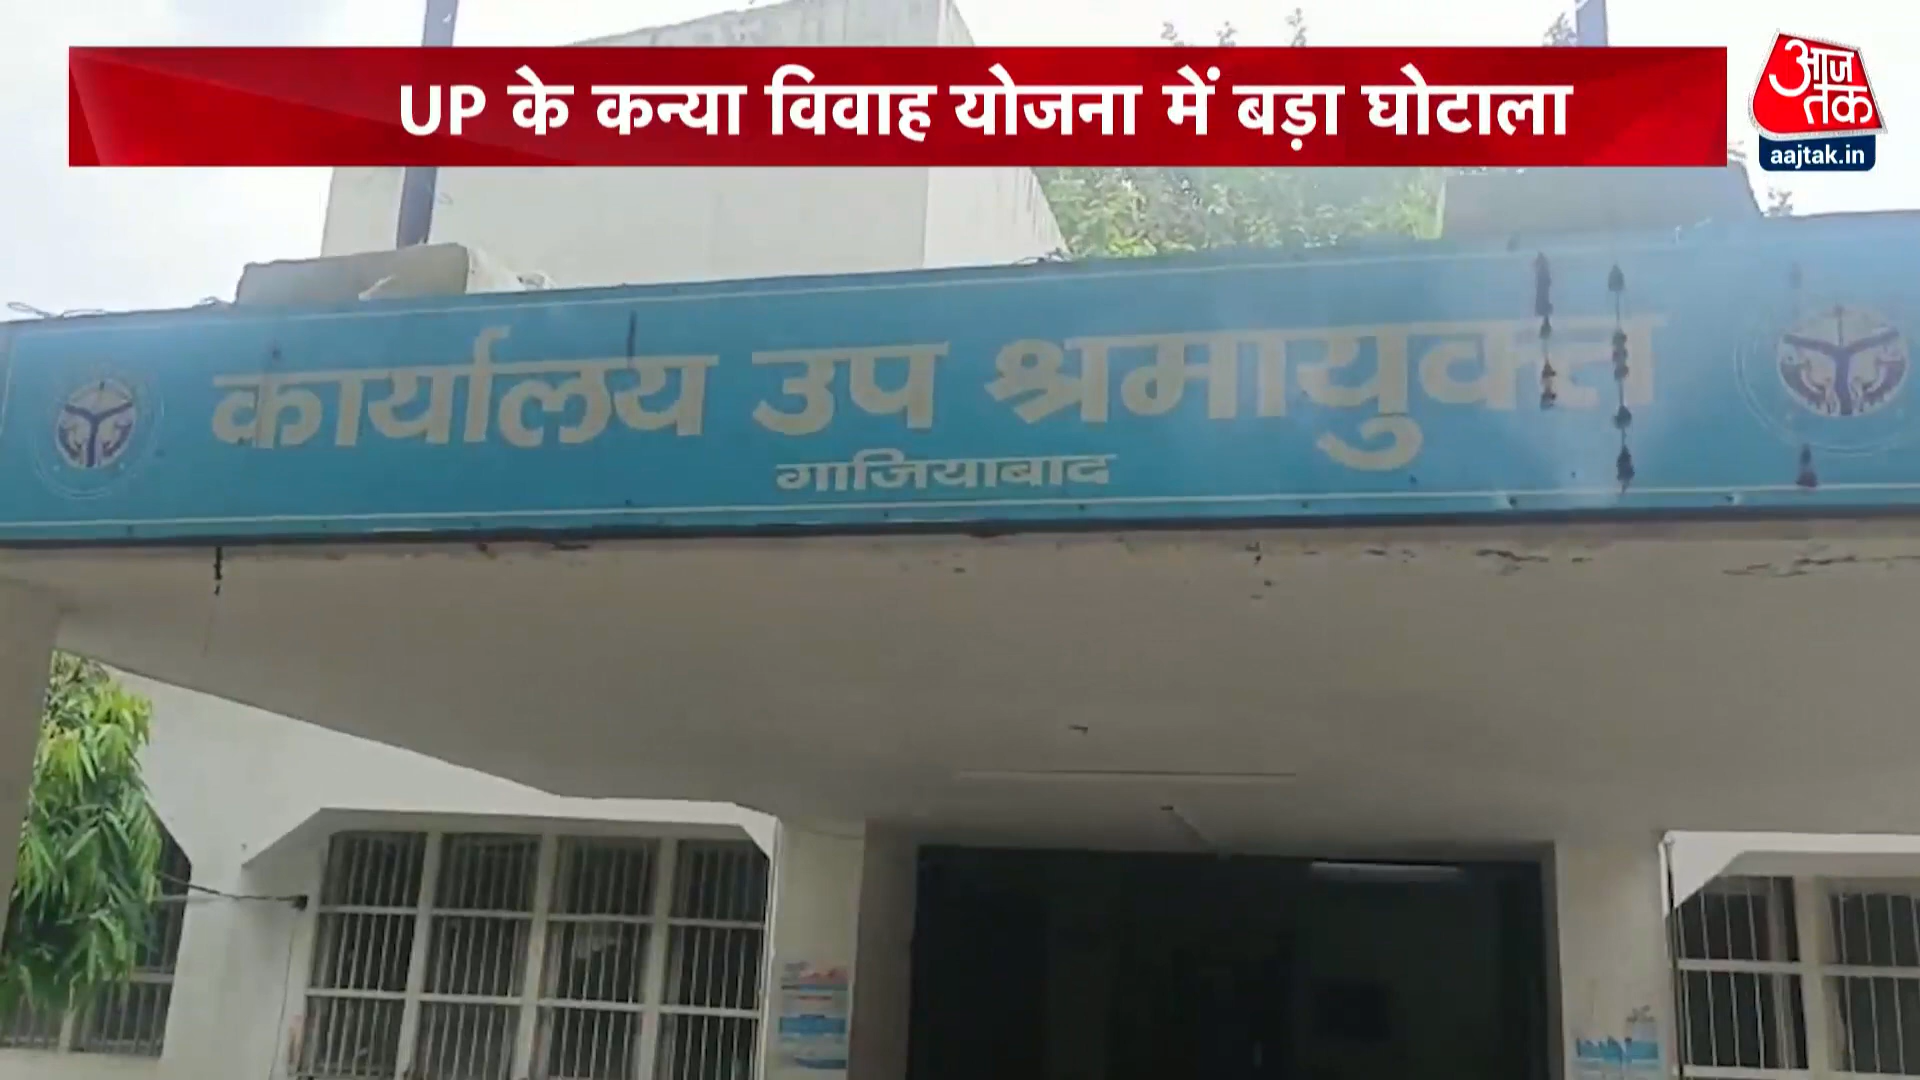 UP के कन्या विवाह योजना में बड़ा घोटाला
आज
तक
aajtak.in
कार्यालय उप श्रमायुक्त
गाजियाबाद